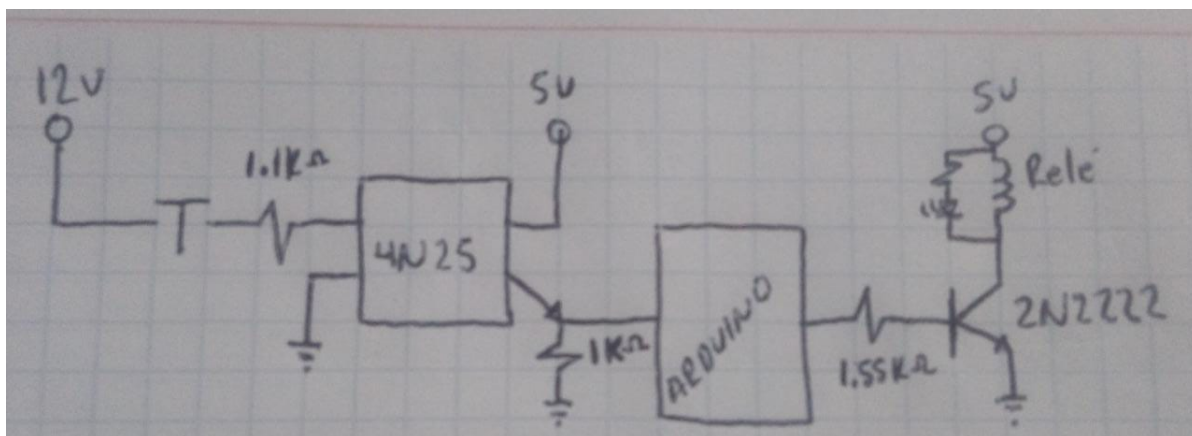 12V
5V
5V
1.1KΩ
Relé
4N25
2N2222
ARDUINO
1KΩ
1.55KΩ